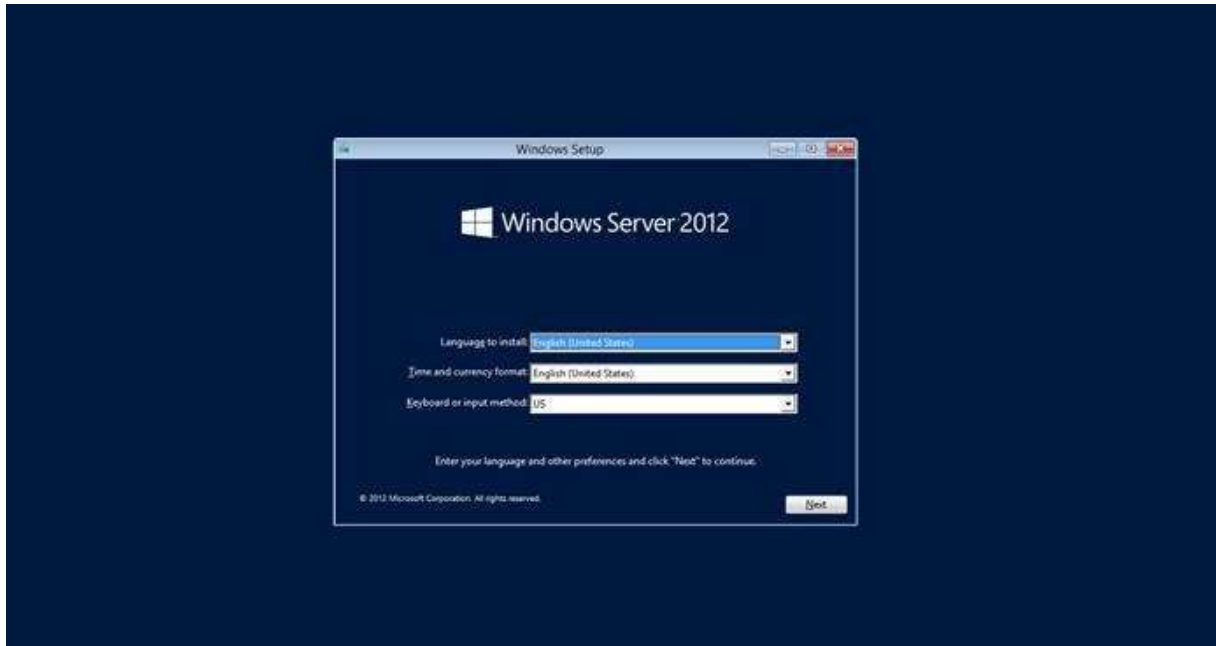 Windows Setup
Windows Server 2012
Language to install: English (United States)
Time and currency format: English (United States)
Keyboard or input method: US
Enter your language and other preferences and click "Next" to continue.
© 2012 Microsoft Corporation. All rights reserved.
Next